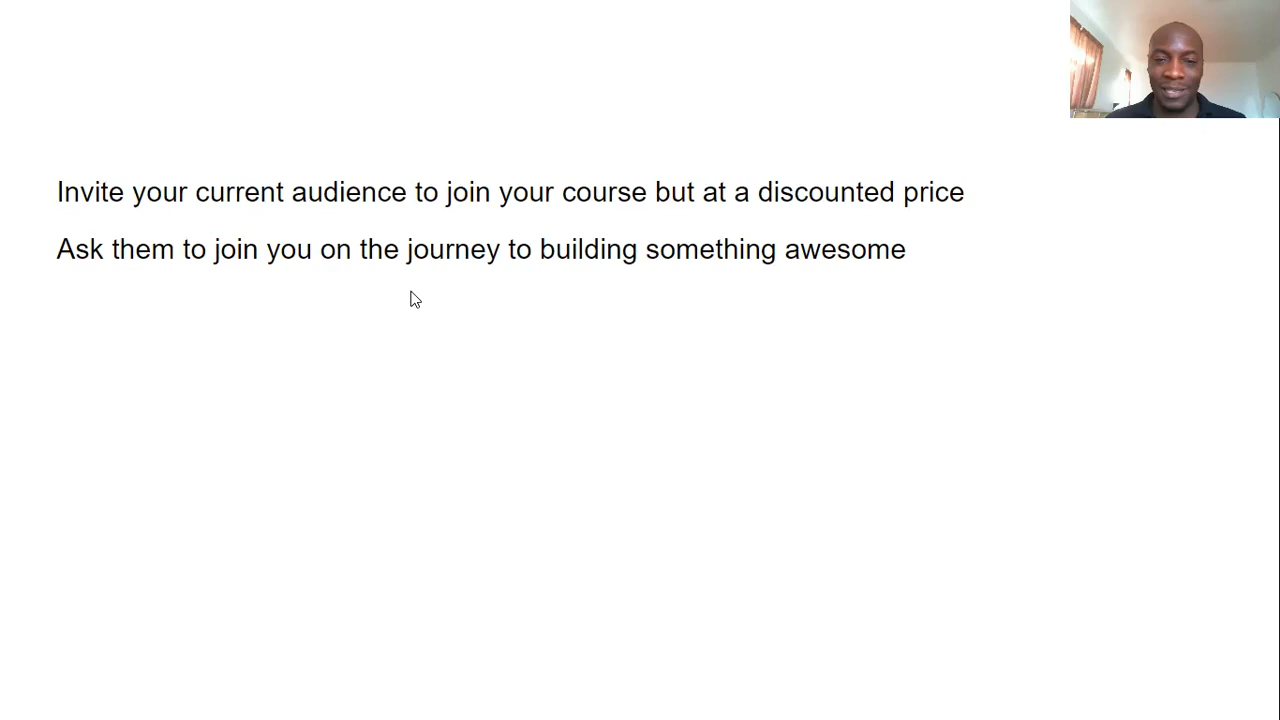 Invite your current audience to join your course but at a discounted price
Ask them to join you on the journey to building something awesome